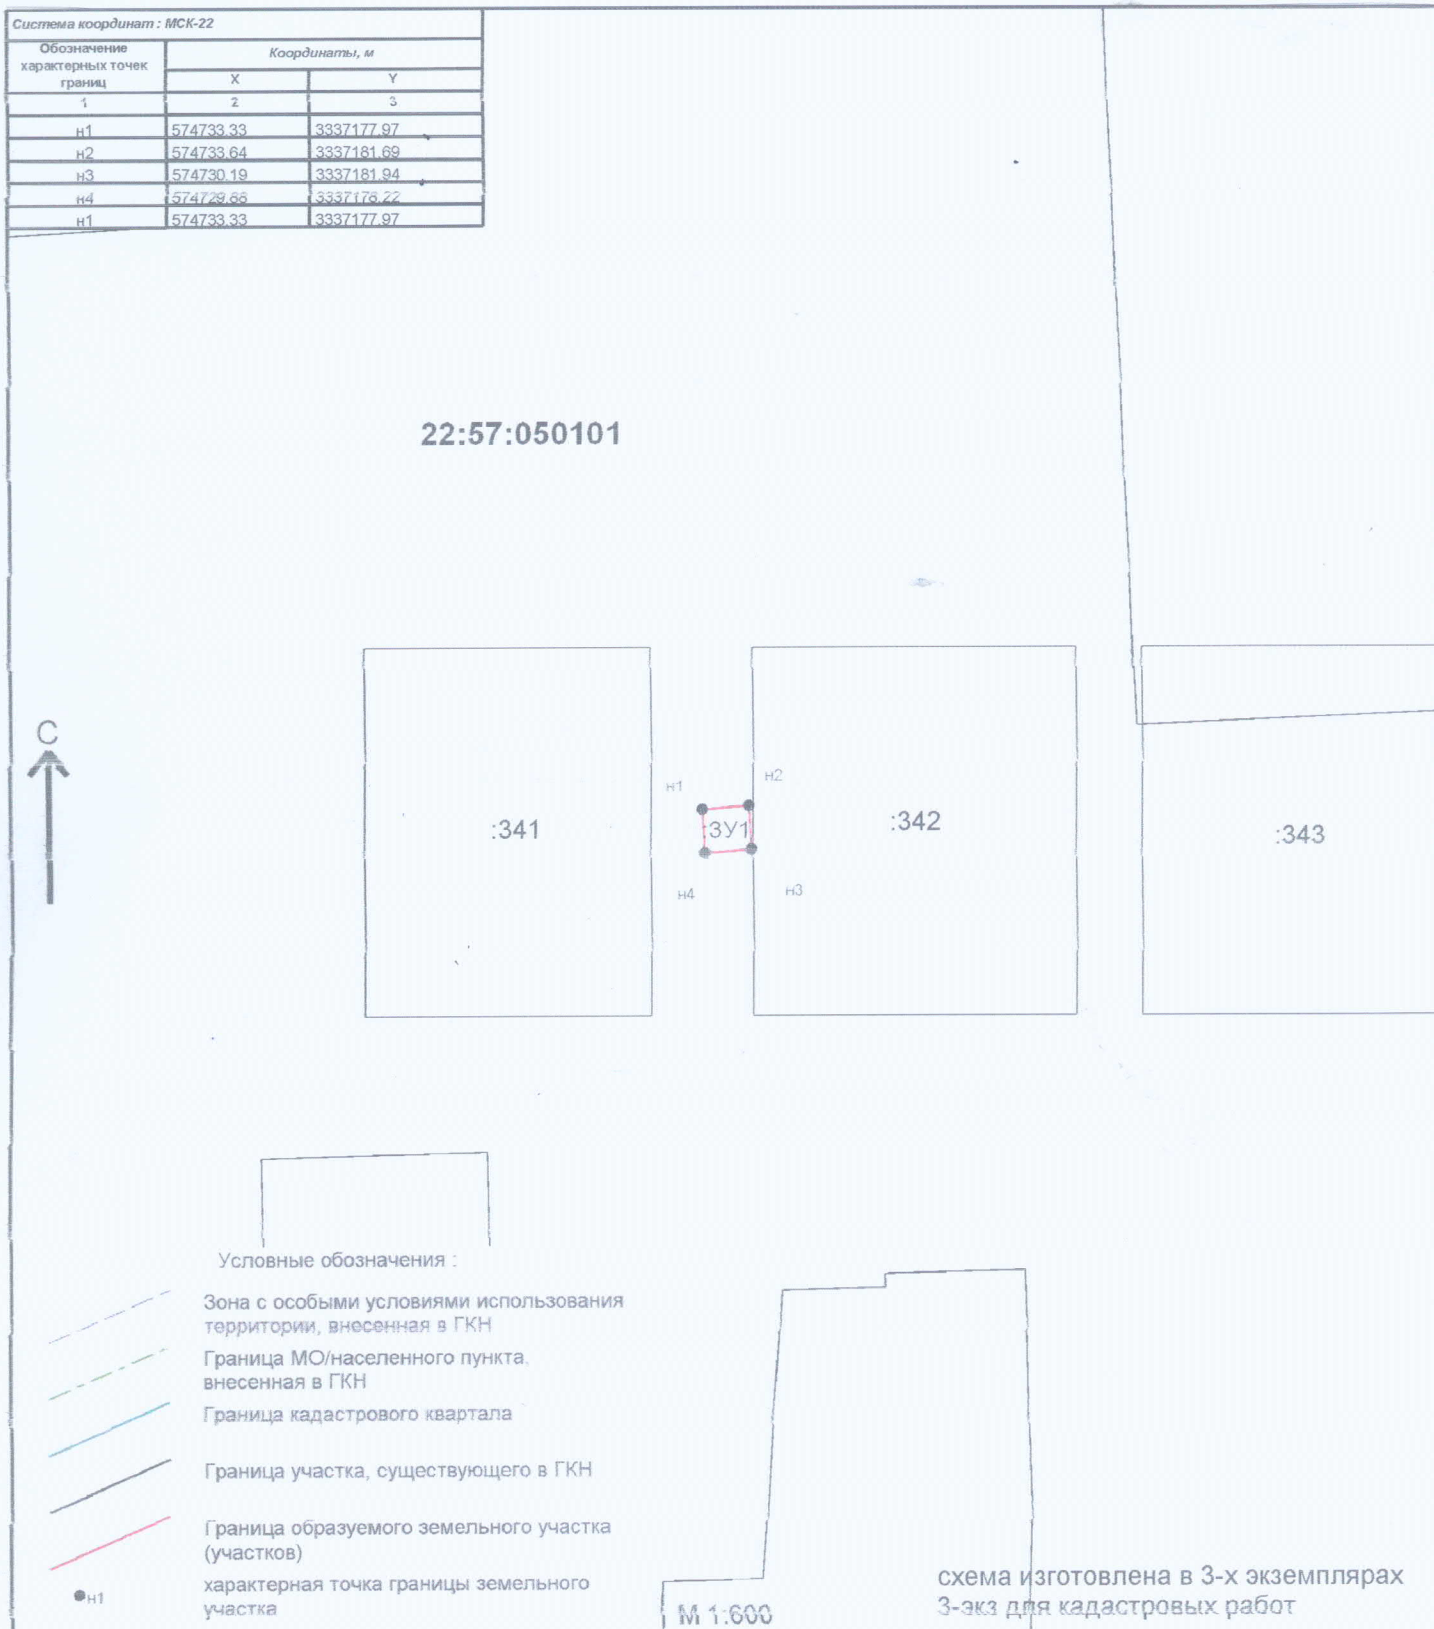 Система координат : МСК-22
Обозначение характерных точек границ
Координаты, м
X Y
1 2 3
н1 574733.33 3337177.97
н2 574733.64 3337181.69
н3 574730.19 3337181.94
н4 574729.88 3337178.22
н1 574733.33 3337177.97
22:57:050101
С
н1
н2
:341
:ЗУ1
:342
:343
н4
н3
Условные обозначения :
Зона с особыми условиями использования
территории, внесенная в ГКН
Граница МО/населенного пункта,
внесенная в ГКН
Граница кадастрового квартала
Граница участка, существующего в ГКН
Граница образуемого земельного участка
(участков)
н1
характерная точка границы земельного
участка
М 1:600
схема изготовлена в 3-х экземплярах
3-экз для кадастровых работ